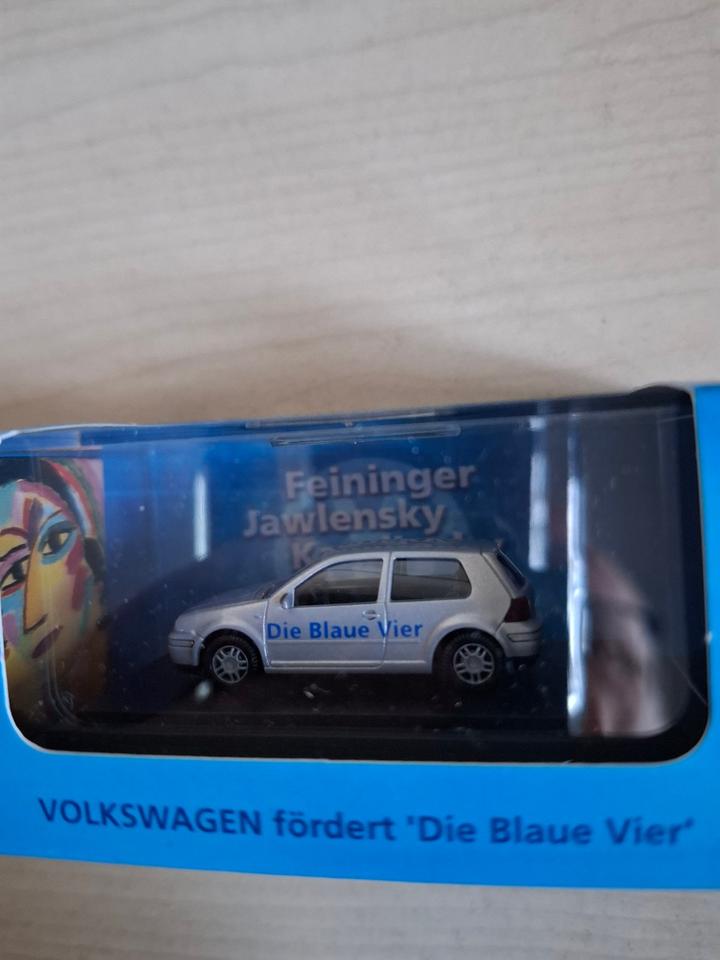 Feininger
Jawlensky
Die Blaue Vier
VOLKSWAGEN fördert 'Die Blaue Vier'